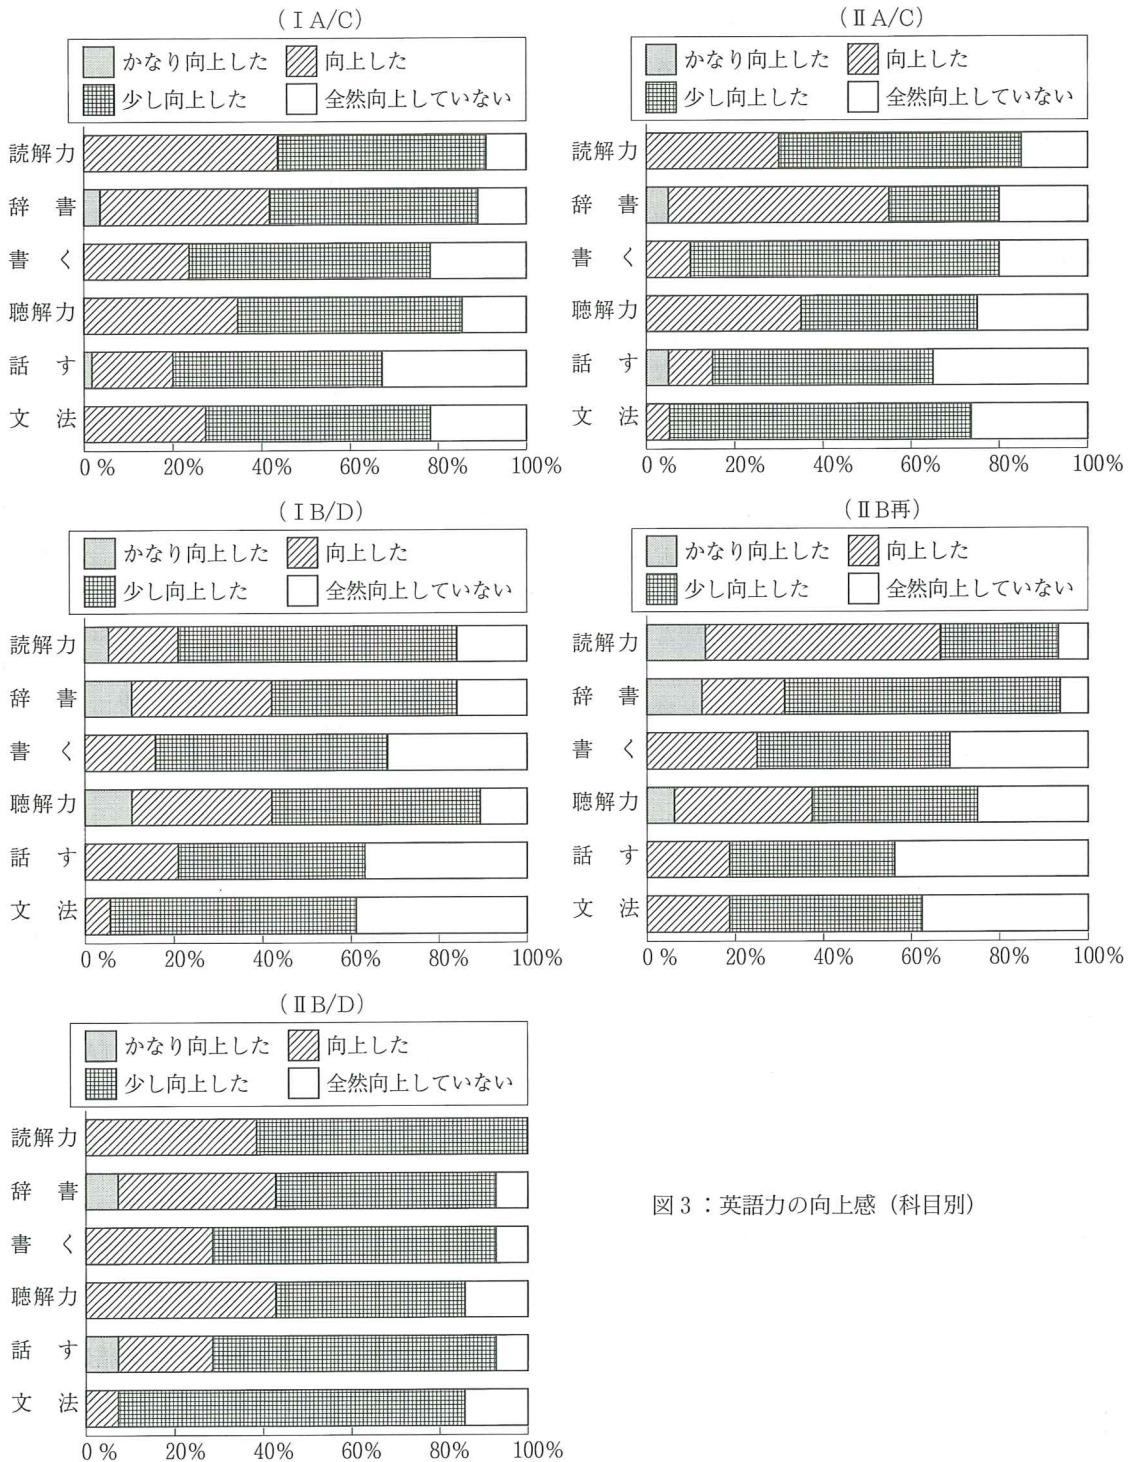 (ⅠA/C)
かなり向上した 向上した
少し向上した 全然向上していない
読解力
辞 書
書 く
聴解力
話 す
文 法
0 % 20% 40% 60% 80% 100%
(ⅡA/C)
かなり向上した 向上した
少し向上した 全然向上していない
読解力
辞 書
書 く
聴解力
話 す
文 法
0 % 20% 40% 60% 80% 100%
(ⅠB/D)
かなり向上した 向上した
少し向上した 全然向上していない
読解力
辞 書
書 く
聴解力
話 す
文 法
0 % 20% 40% 60% 80% 100%
(ⅡB再)
かなり向上した 向上した
少し向上した 全然向上していない
読解力
辞 書
書 く
聴解力
話 す
文 法
0 % 20% 40% 60% 80% 100%
(ⅡB/D)
かなり向上した 向上した
少し向上した 全然向上していない
読解力
辞 書
書 く
聴解力
話 す
文 法
0 % 20% 40% 60% 80% 100%
図3:英語力の向上感(科目別)